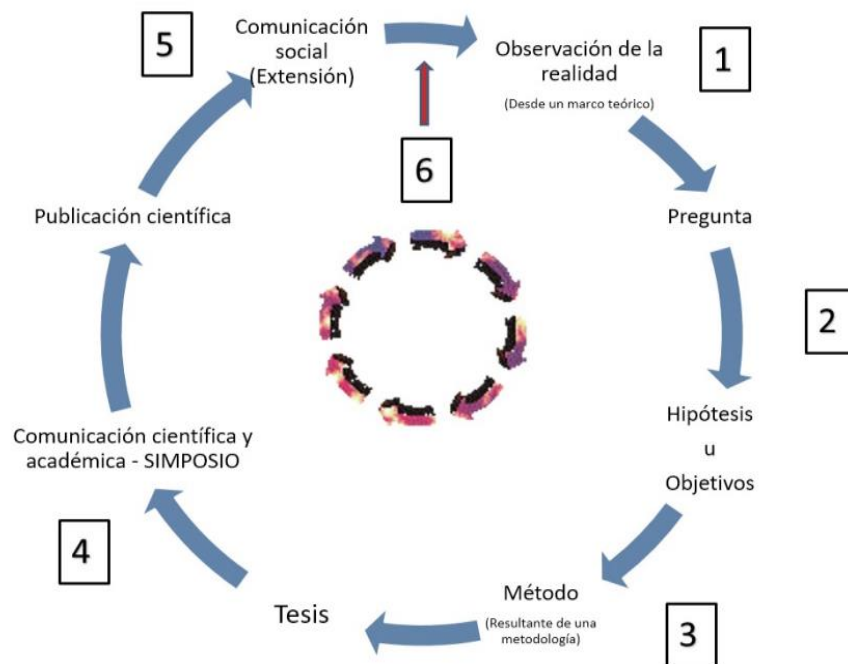 5
Comunicación
social
(Extensión)
Observación de la
realidad
(Desde un marco teórico)
1
6
Publicación científica
Pregunta
2
Comunicación científica y
académica - SIMPOSIO
Hipótesis
u
Objetivos
4
Tesis
Método
(Resultante de una
metodología)
3